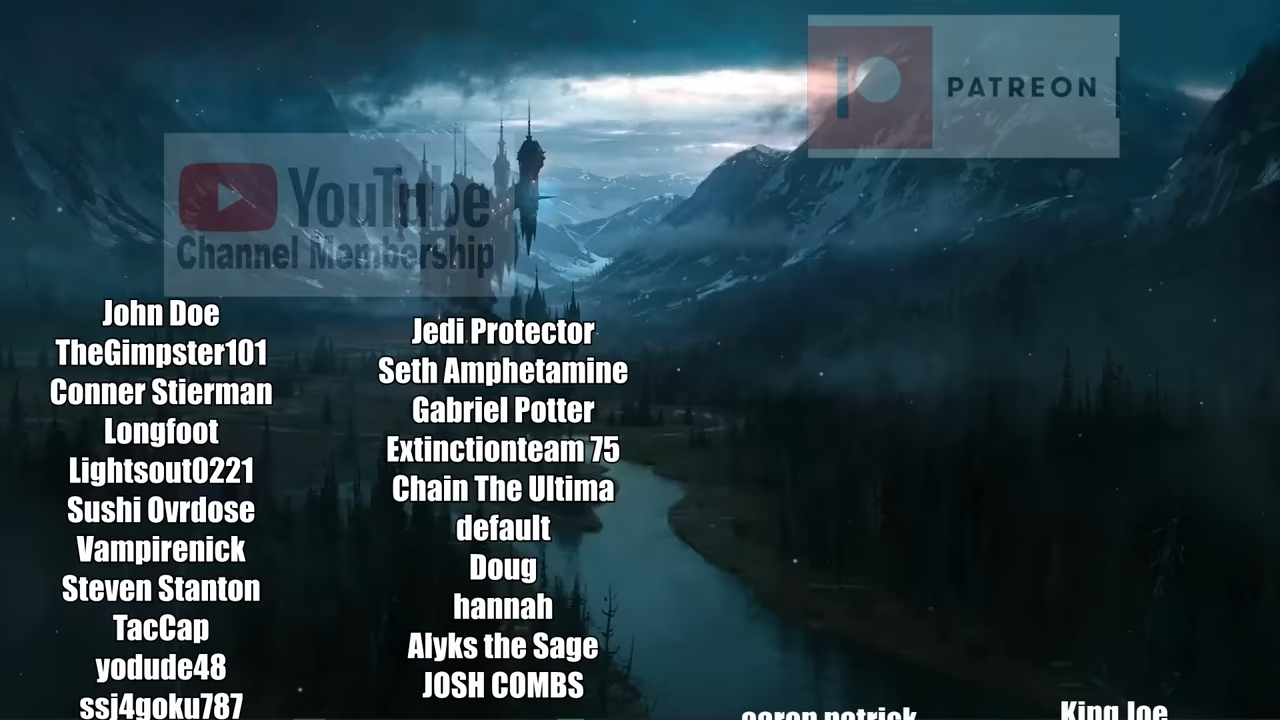 PATREON
YouTube
Channel Membership
John Doe
TheGimpster101
Conner Stierman
Longfoot
Lightsout0221
Sushi Ovrdose
Vampirenick
Steven Stanton
TacCap
yodude48
ssj4goku787
Jedi Protector
Seth Amphetamine
Gabriel Potter
Extinctionteam 75
Chain The Ultima
default
Doug
hannah
Alyks the Sage
JOSH COMBS
aaron patrick
King Joe